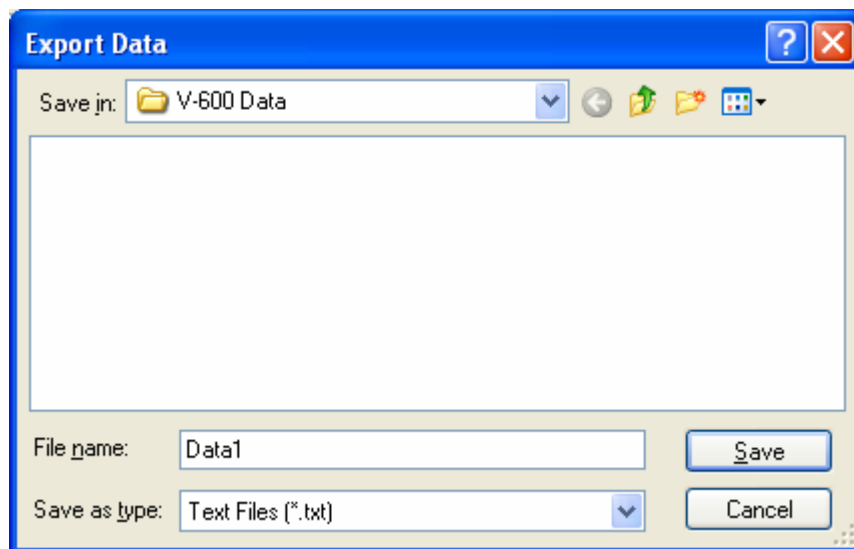 Export Data
Save in: V-600 Data
File name: Data1
Save
Save as type: Text Files (*.txt)
Cancel